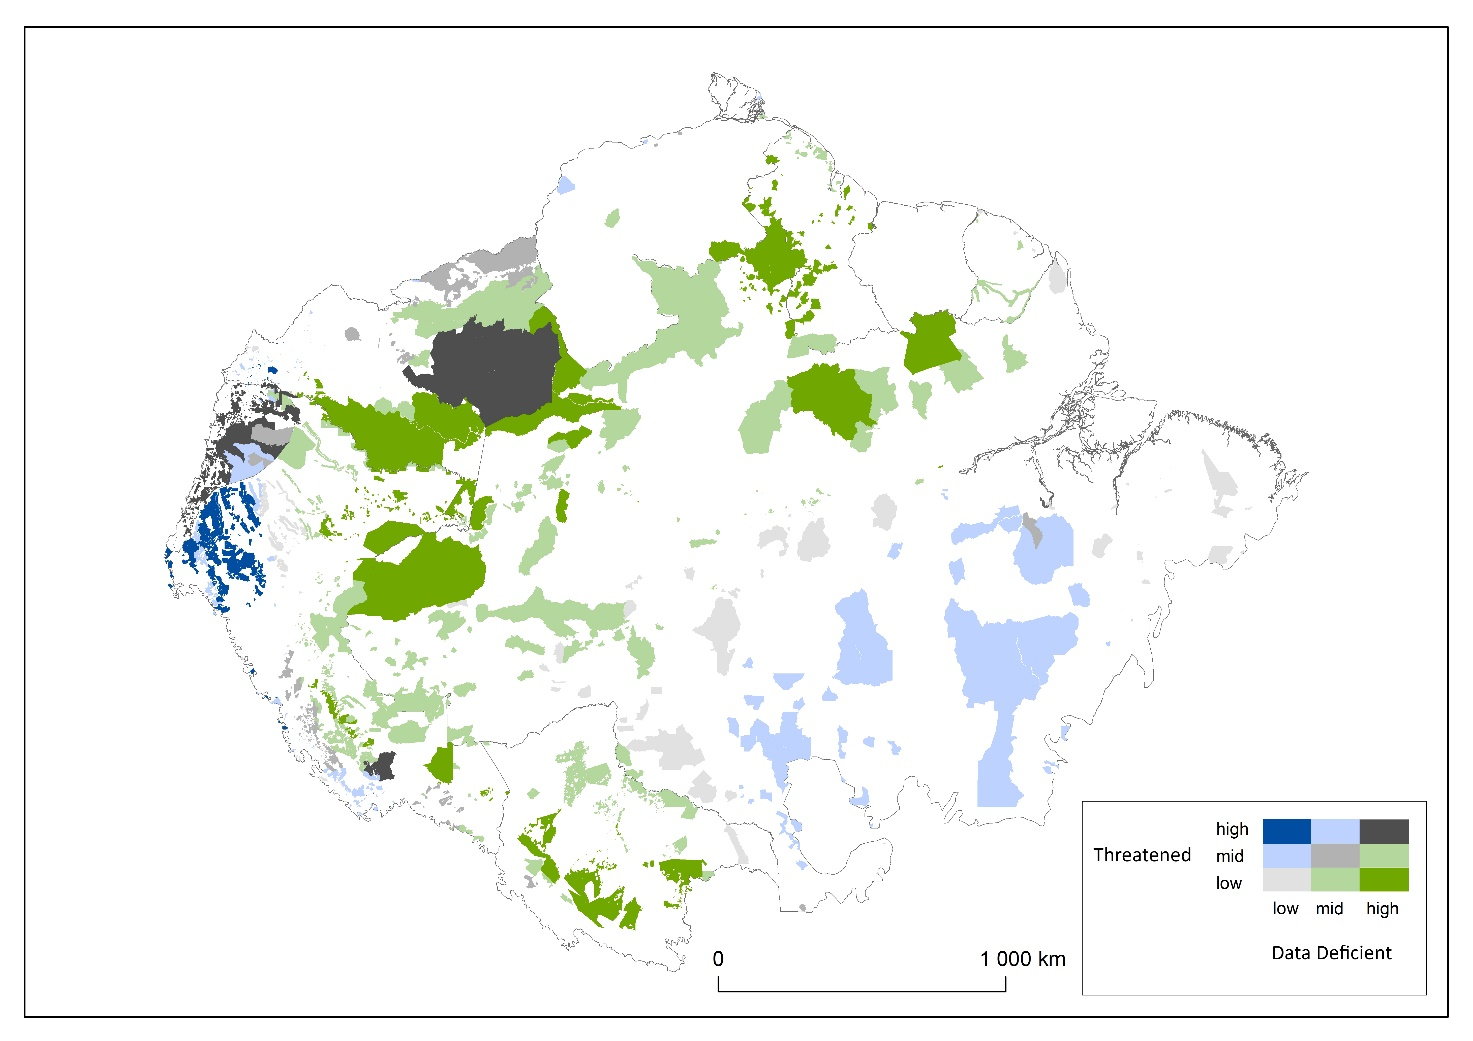 high
Threatened mid
low
low mid high
Data Deficient
0 1 000 km